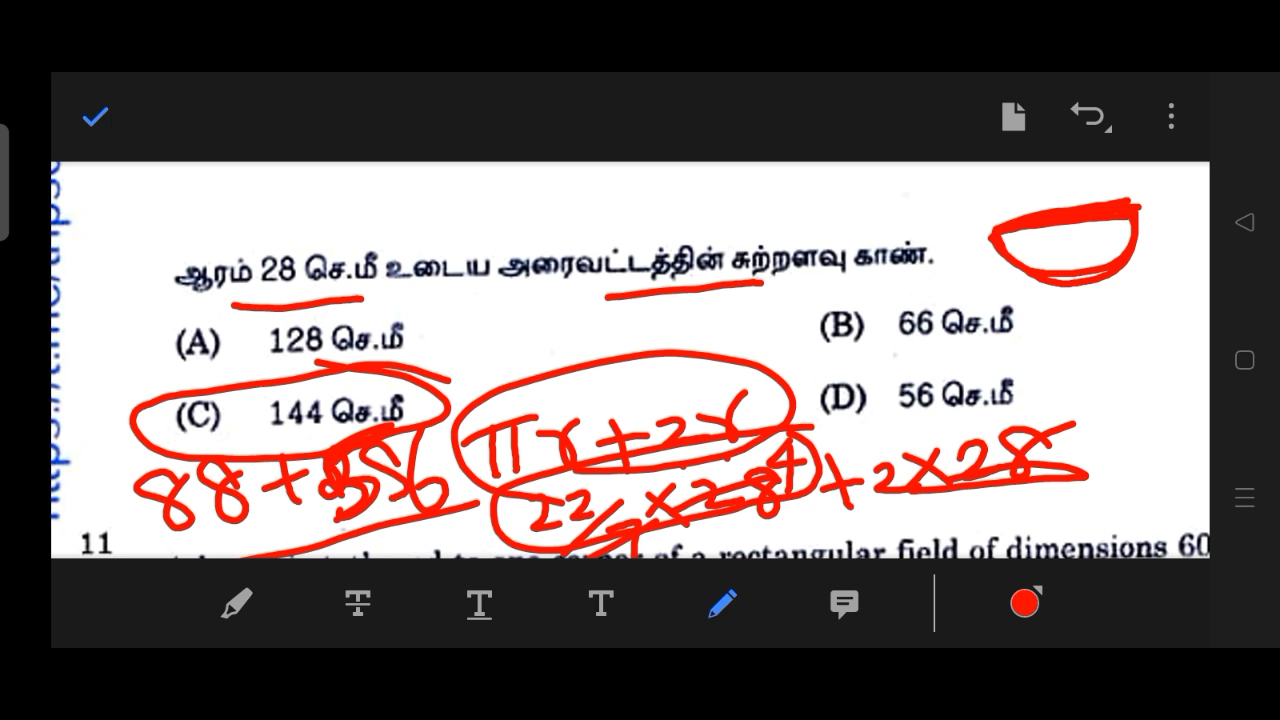 ஆரம் 28 செ.மீ உடைய அரைவட்டத்தின் சுற்றளவு காண்.
(A) 128 செ.மீ (B) 66 செ.மீ
(C) 144 செ.மீ (D) 56 செ.மீ
πr+2r
88+56 22/7×28 4 +2×28
11
of a rectangular field of dimensions 60
T T T